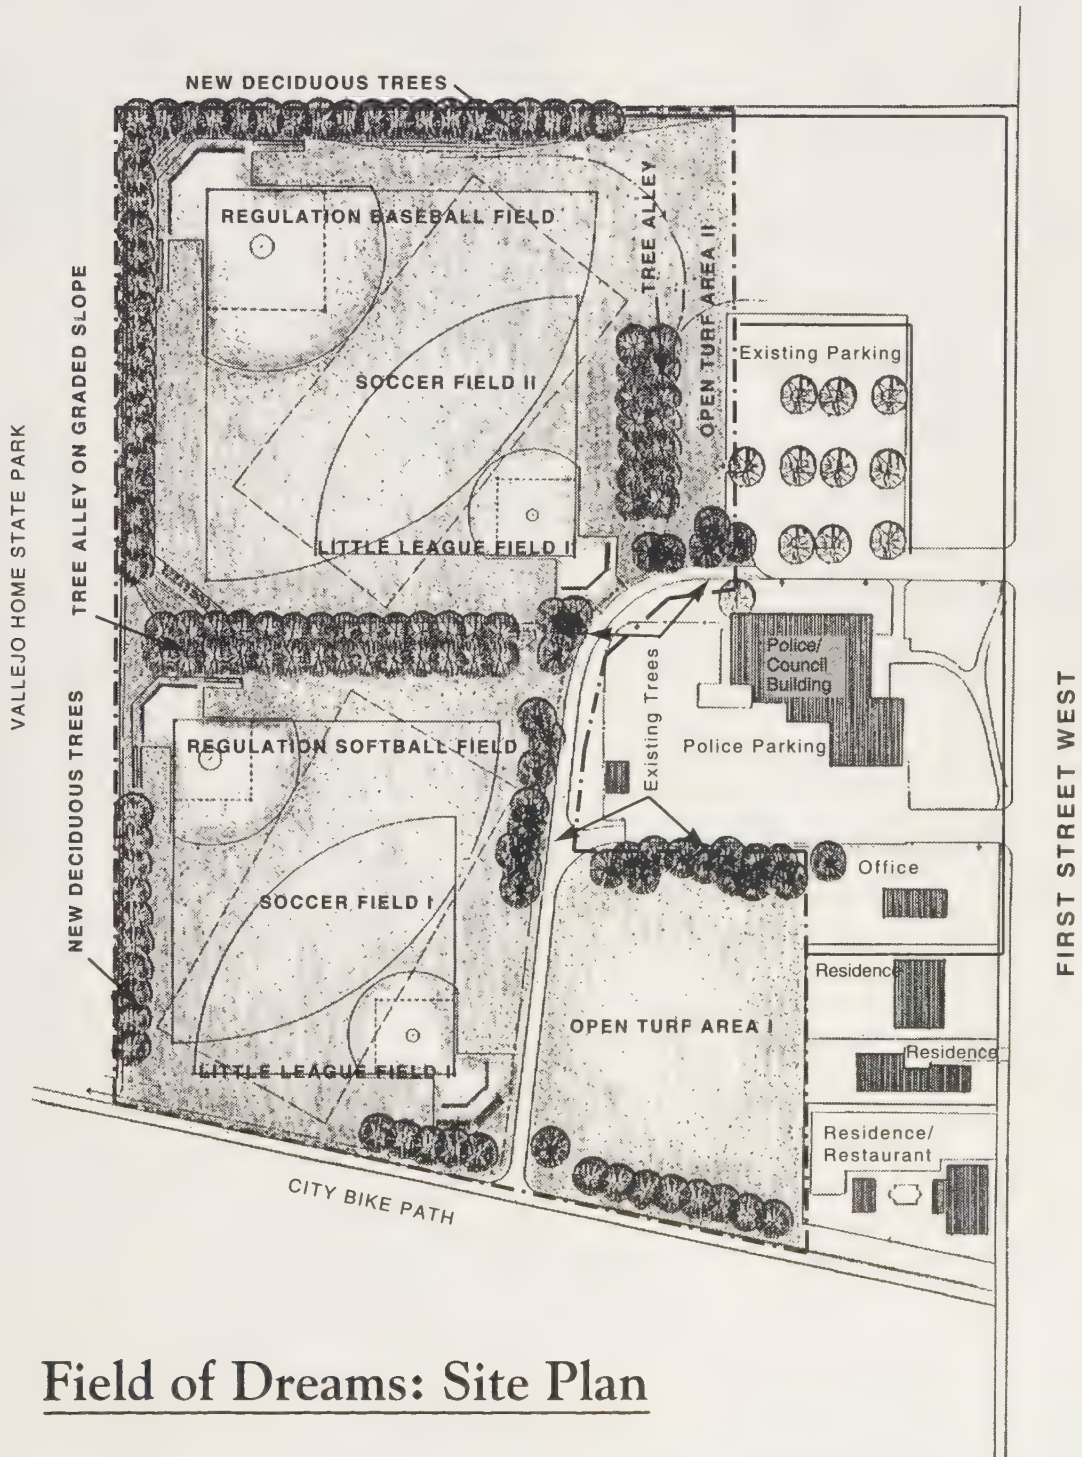 NEW DECIDUOUS TREES
REGULATION BASEBALL FIELD
TREE ALLEY
OPEN TURF AREA II
TREE ALLEY ON GRADED SLOPE
Existing Parking
SOCCER FIELD II
VALLEJO HOME STATE PARK
LITTLE LEAGUE FIELD I
Police/
Council
Building
Existing Trees
NEW DECIDUOUS TREES
REGULATION SOFTBALL FIELD
Police Parking
FIRST STREET WEST
Office
SOCCER FIELD I
Residence
OPEN TURF AREA I
Residence
LITTLE LEAGUE FIELD II
Residence/
Restaurant
CITY BIKE PATH
Field of Dreams: Site Plan